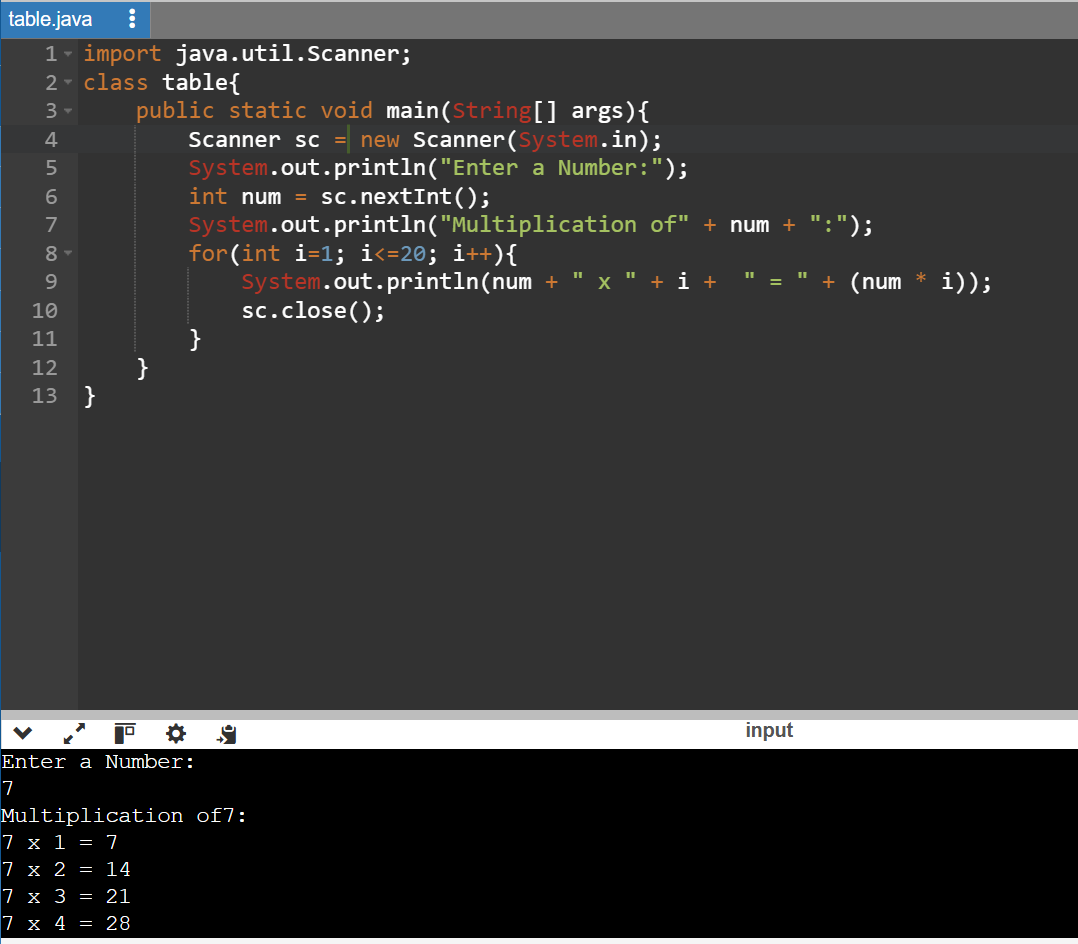 table.java
1 import java.util.Scanner;
2 class table{
3     public static void main(String[] args){
4         Scanner sc = new Scanner(System.in);
5         System.out.println("Enter a Number:");
6         int num = sc.nextInt();
7         System.out.println("Multiplication of" + num + ":");
8         for(int i=1; i<=20; i++){
9             System.out.println(num + " x " + i +  " = " + (num * i));
10             sc.close();
11         }
12     }
13 }
input
Enter a Number:
7
Multiplication of7:
7 x 1 = 7
7 x 2 = 14
7 x 3 = 21
7 x 4 = 28